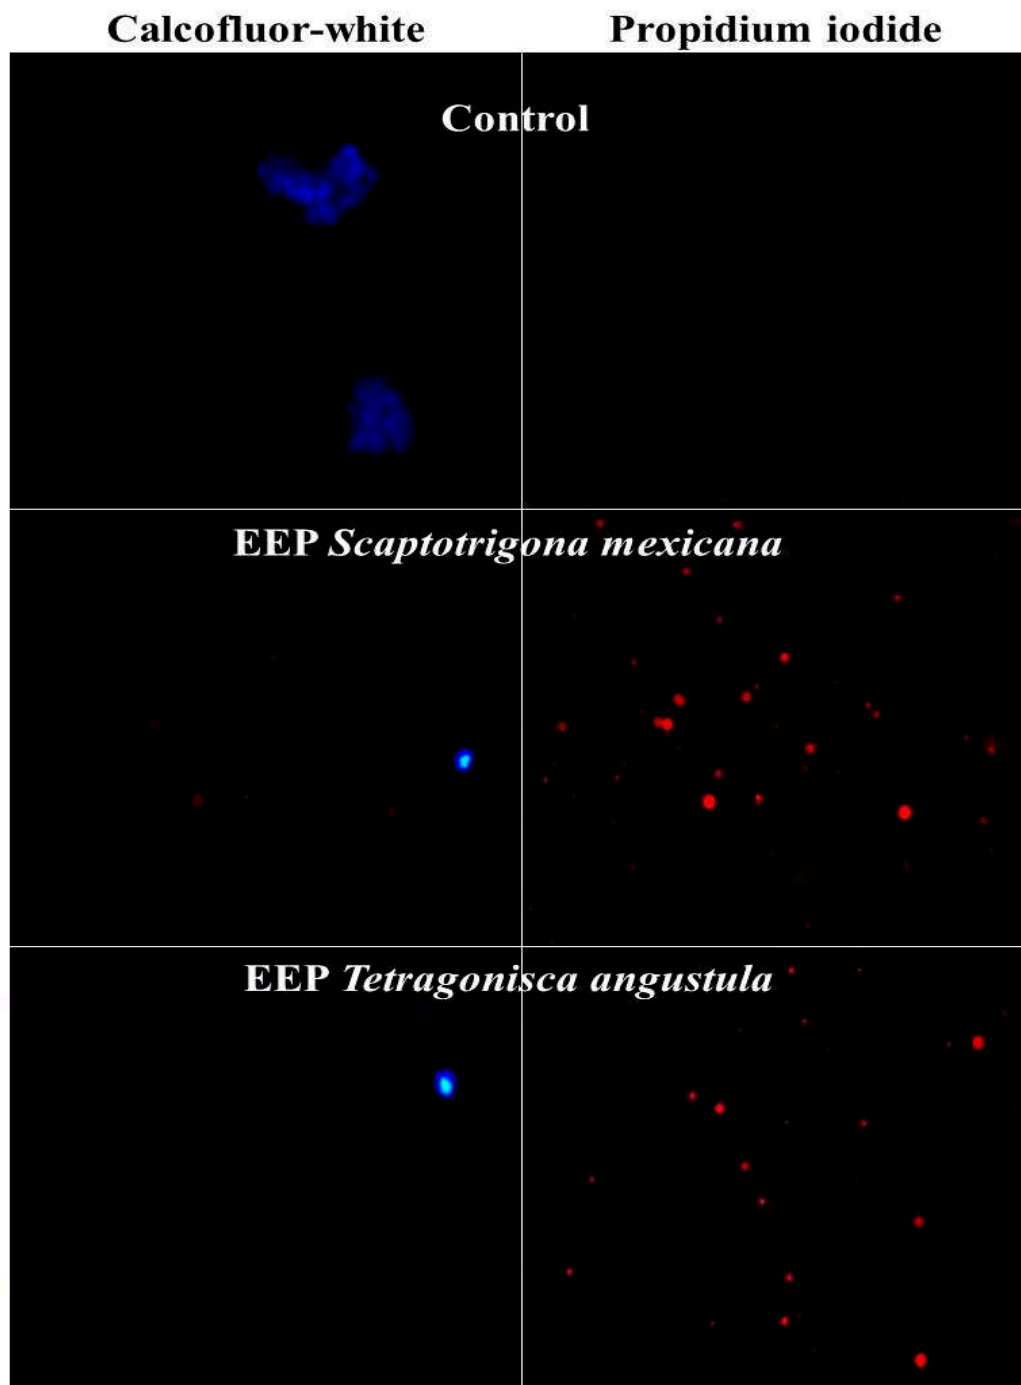 Calcofluor-white Propidium iodide
Control
EEP Scaptotrigona mexicana
EEP Tetragonisca angustula